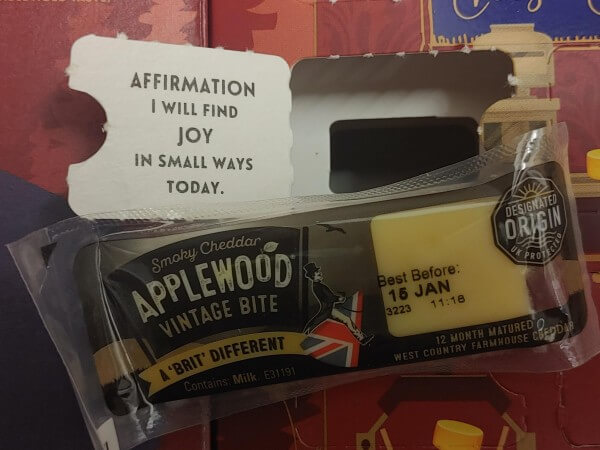 AFFIRMATION
I WILL FIND
JOY
IN SMALL WAYS
TODAY.
Smoky Cheddar
APPLEWOOD
VINTAGE BITE
A 'BRIT' DIFFERENT
Contains: Milk. E31191
Best Before:
15 JAN
3223 11:18
DESIGNATED
ORIGIN
UK PROTECTED
12 MONTH MATURED
WEST COUNTRY FARMHOUSE CHEDDAR